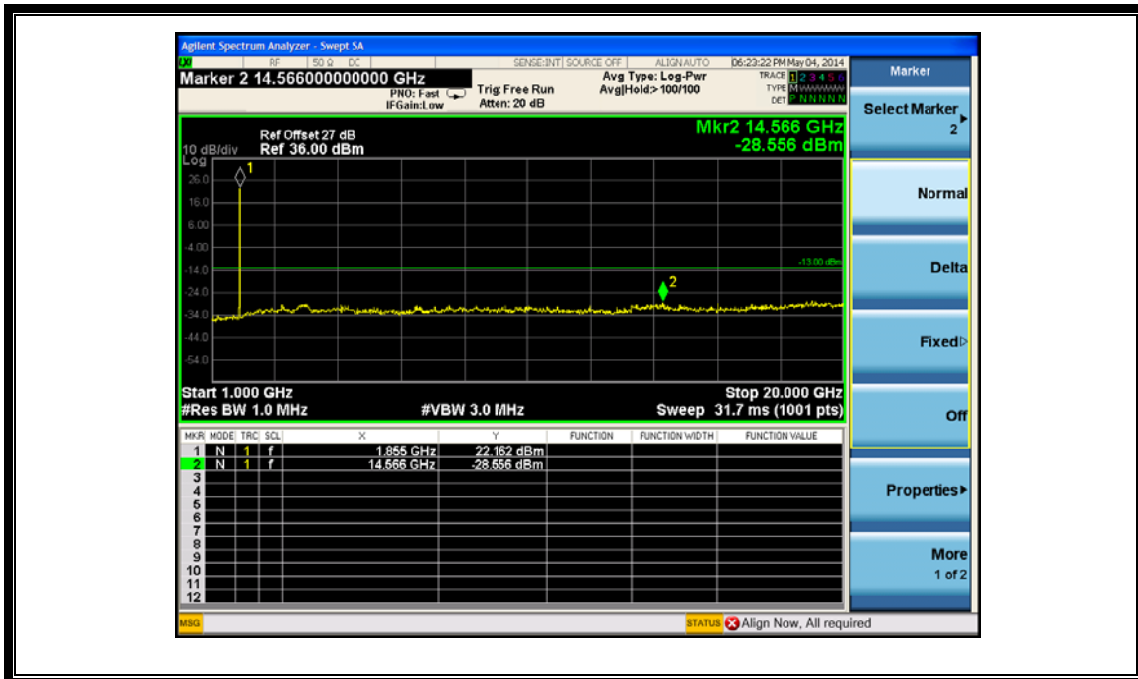 Agilent Spectrum Analyzer - Swept SA
LXI RF 50 Ω DC SENSE:INT SOURCE OFF ALIGNAUTO 06:23:22 PM May 04, 2014
Marker 2 14.566000000000 GHz
PNO: Fast
IFGain:Low
Trig: Free Run
Atten: 20 dB
Avg Type: Log-Pwr
Avg|Hold:> 100/100
TRACE 1 2 3 4 5 6
TYPE M
DET P N N N N N
Ref Offset 27 dB
Ref 36.00 dBm
10 dB/div
Log
Mkr2 14.566 GHz
-28.556 dBm
1
26.0
16.0
6.00
-4.00
-13.00 dBm
-14.0
2
-24.0
-34.0
-44.0
-54.0
Start 1.000 GHz Stop 20.000 GHz
#Res BW 1.0 MHz #VBW 3.0 MHz Sweep 31.7 ms (1001 pts)
MKR MODE TRC SCL X Y FUNCTION FUNCTION WIDTH FUNCTION VALUE
1 N 1 f 1.855 GHz 22.162 dBm
2 N 1 f 14.566 GHz -28.556 dBm
3
4
5
6
7
8
9
10
11
12
MSG STATUS Align Now, All required
Marker
Select Marker
2
Normal
Delta
Fixed
Off
Properties
More
1 of 2